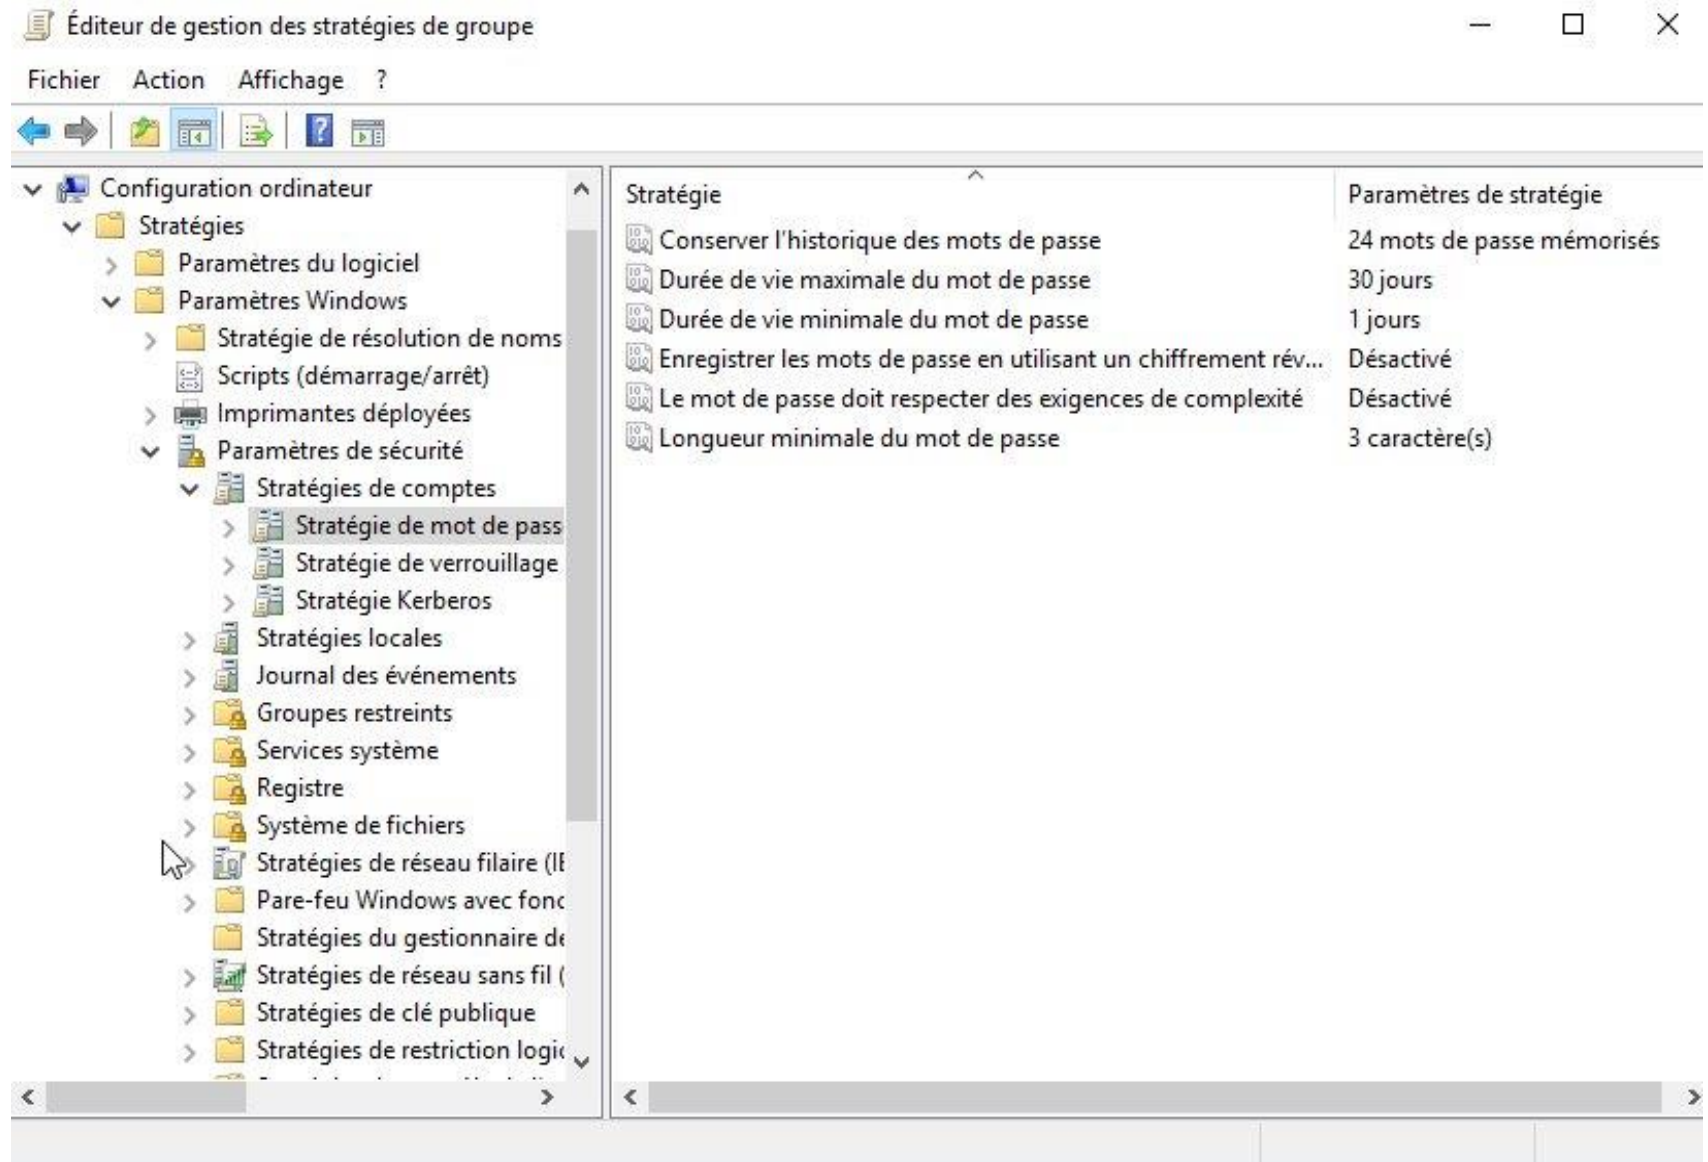 Éditeur de gestion des stratégies de groupe
Fichier Action Affichage ?
Configuration ordinateur
Stratégies
Paramètres du logiciel
Paramètres Windows
Stratégie de résolution de noms
Scripts (démarrage/arrêt)
Imprimantes déployées
Paramètres de sécurité
Stratégies de comptes
Stratégie de mot de pass
Stratégie de verrouillage
Stratégie Kerberos
Stratégies locales
Journal des événements
Groupes restreints
Services système
Registre
Système de fichiers
Stratégies de réseau filaire (IE
Pare-feu Windows avec fonc
Stratégies du gestionnaire de
Stratégies de réseau sans fil (
Stratégies de clé publique
Stratégies de restriction logic
Stratégie Paramètres de stratégie
Conserver l'historique des mots de passe 24 mots de passe mémorisés
Durée de vie maximale du mot de passe 30 jours
Durée de vie minimale du mot de passe 1 jours
Enregistrer les mots de passe en utilisant un chiffrement rév... Désactivé
Le mot de passe doit respecter des exigences de complexité Désactivé
Longueur minimale du mot de passe 3 caractère(s)